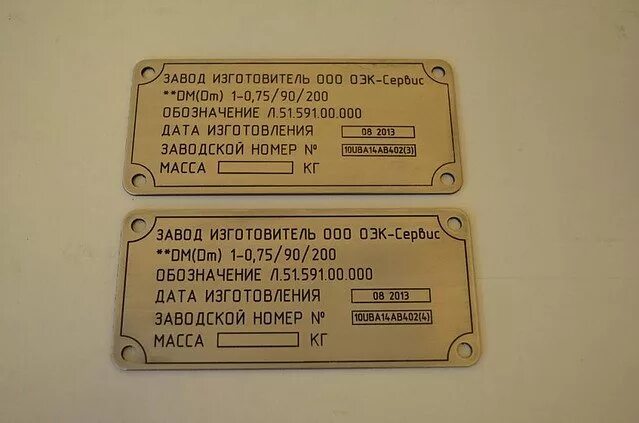 ЗАВОД ИЗГОТОВИТЕЛЬ ООО ОЭК-Сервис
**DM(Dm) 1-0,75/90/200
ОБОЗНАЧЕНИЕ Л.51.591.00.000
ДАТА ИЗГОТОВЛЕНИЯ 08 2013
ЗАВОДСКОЙ НОМЕР № 10UBA14AB402(3)
МАССА КГ
ЗАВОД ИЗГОТОВИТЕЛЬ ООО ОЭК-Сервис
**DM(Dm) 1-0,75/90/200
ОБОЗНАЧЕНИЕ Л.51.591.00.000
ДАТА ИЗГОТОВЛЕНИЯ 08 2013
ЗАВОДСКОЙ НОМЕР № 10UBA14AB402(4)
МАССА КГ